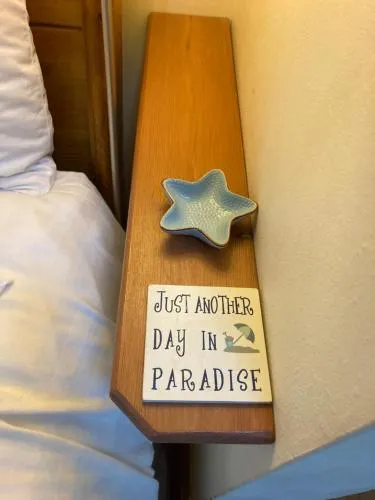 JUST ANOTHER
DAY IN
PARADISE